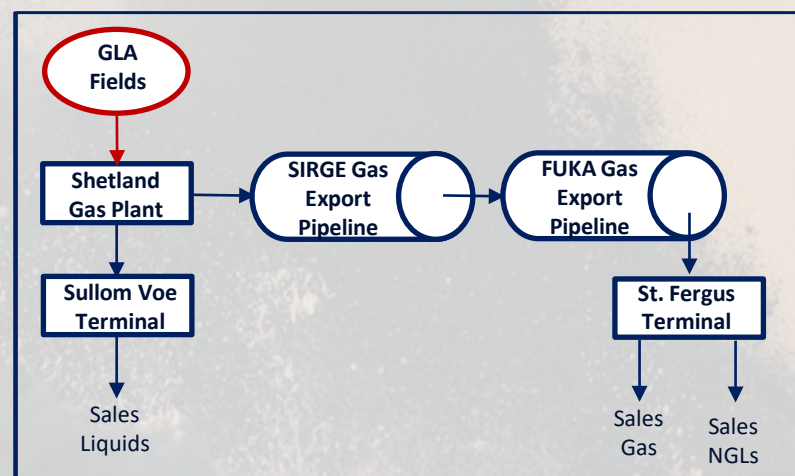 GLA
Fields
Shetland
Gas Plant
SIRGE Gas
Export
Pipeline
FUKA Gas
Export
Pipeline
Sullom Voe
Terminal
St. Fergus
Terminal
Sales
Liquids
Sales
Gas
Sales
NGLs